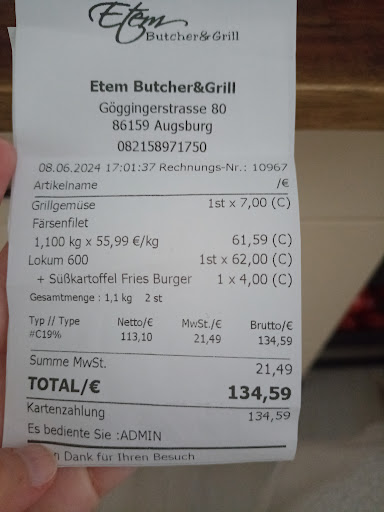 Etem
Butcher&Grill
Etem Butcher&Grill
Göggingerstrasse 80
86159 Augsburg
082158971750
08.06.2024 17:01:37 Rechnungs-Nr.: 10967
Artikelname /€
Grillgemüse 1st x 7,00 (C)
Färsenfilet
1,100 kg x 55,99 €/kg 61,59 (C)
Lokum 600 1st x 62,00 (C)
+ Süßkartoffel Fries Burger 1 x 4,00 (C)
Gesamtmenge : 1,1 kg 2 st
Typ // Type Netto/€ MwSt./€ Brutto/€
#C19% 113,10 21,49 134,59
Summe MwSt. 21,49
TOTAL/€ 134,59
Kartenzahlung 134,59
Es bediente Sie :ADMIN
Dank für Ihren Besuch